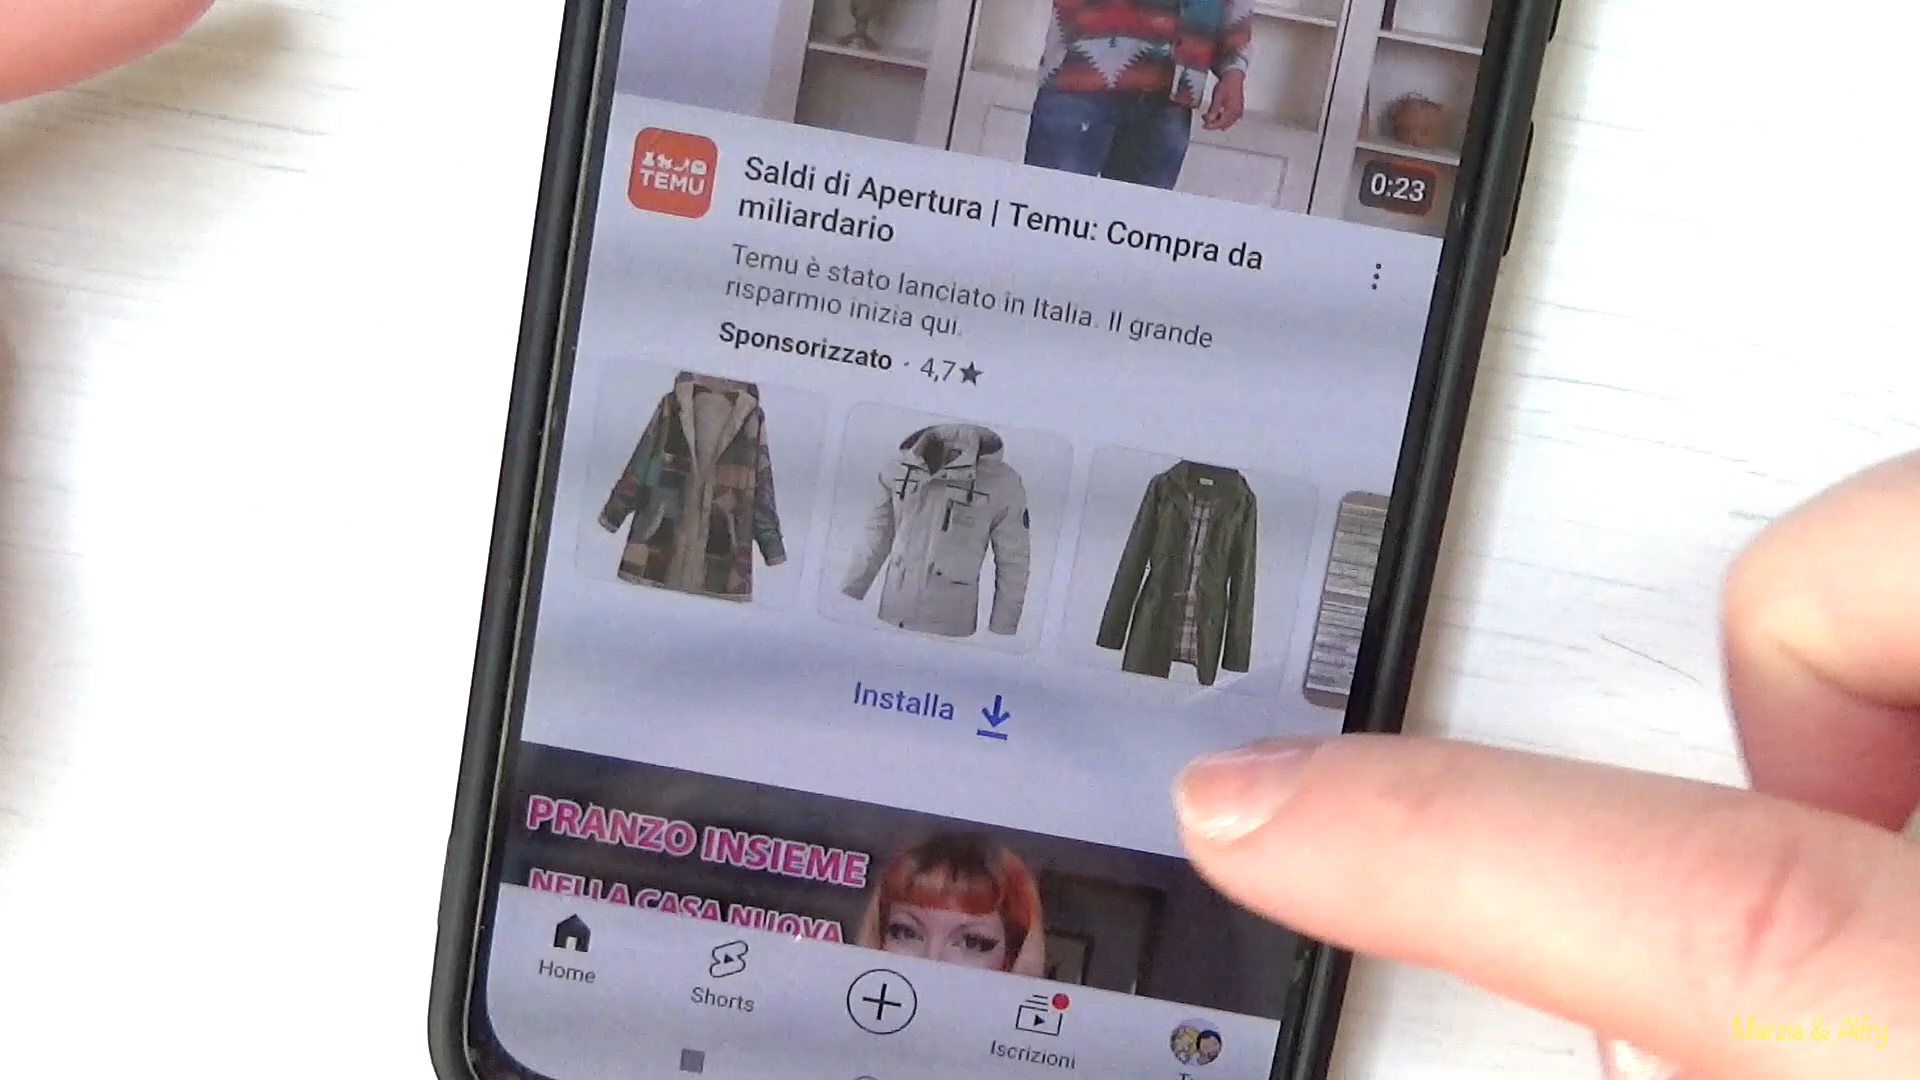 0:23
TEMU
Saldi di Apertura | Temu: Compra da
miliardario
Temu è stato lanciato in Italia. Il grande
risparmio inizia qui.
Sponsorizzato · 4,7★
Installa
PRANZO INSIEME
NELLA CASA NUOVA
Home
Shorts
Iscrizioni
Marzia & Alfry